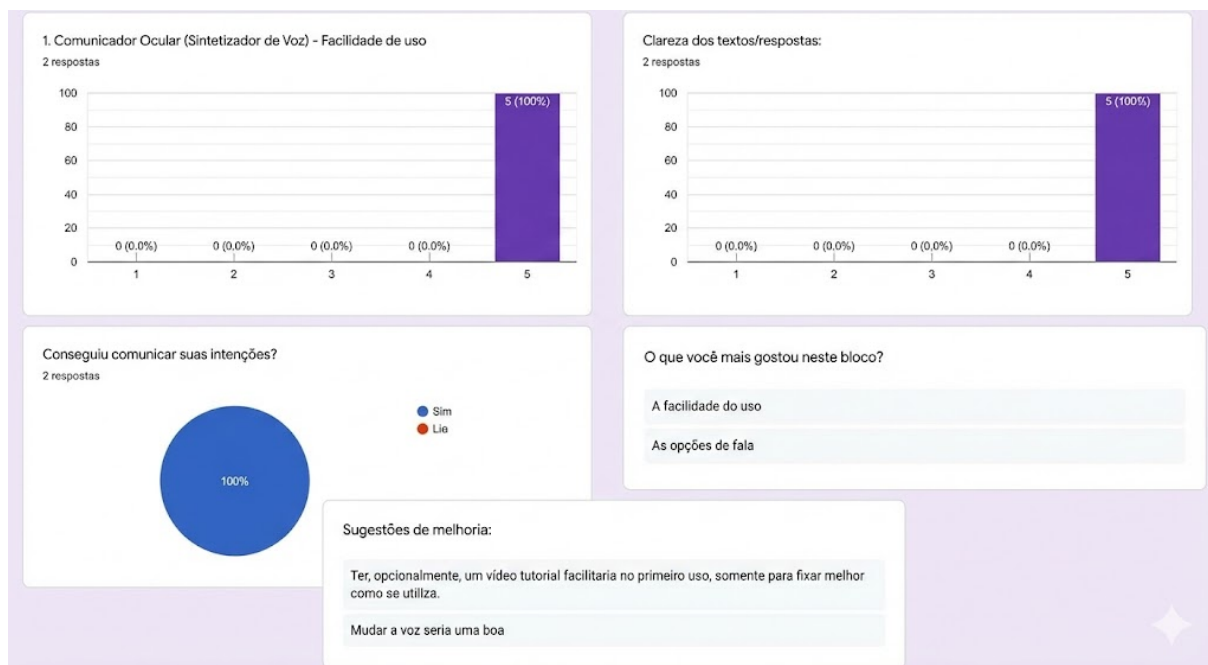 1. Comunicador Ocular (Sintetizador de Voz) - Facilidade de uso
2 respostas
100
80
60
40
20
0
5 (100%)
0 (0.0%)
0 (0,0%)
0 (0.0%)
0 (0.0%)
1
2
3
4
5
Clareza dos textos/respostas:
2 respostas
100
80
60
40
20
0
5 (100%)
0 (0.0%)
0 (0,0%)
0 (0,0%)
0 (0.0%)
1
2
3
4
5
Conseguiu comunicar suas intenções?
2 respostas
Sim
Lie
100%
O que você mais gostou neste bloco?
A facilidade do uso
As opções de fala
Sugestões de melhoria:
Ter, opcionalmente, um vídeo tutorial facilitaria no primeiro uso, somente para fixar melhor
como se utillza.
Mudar a voz seria uma boa